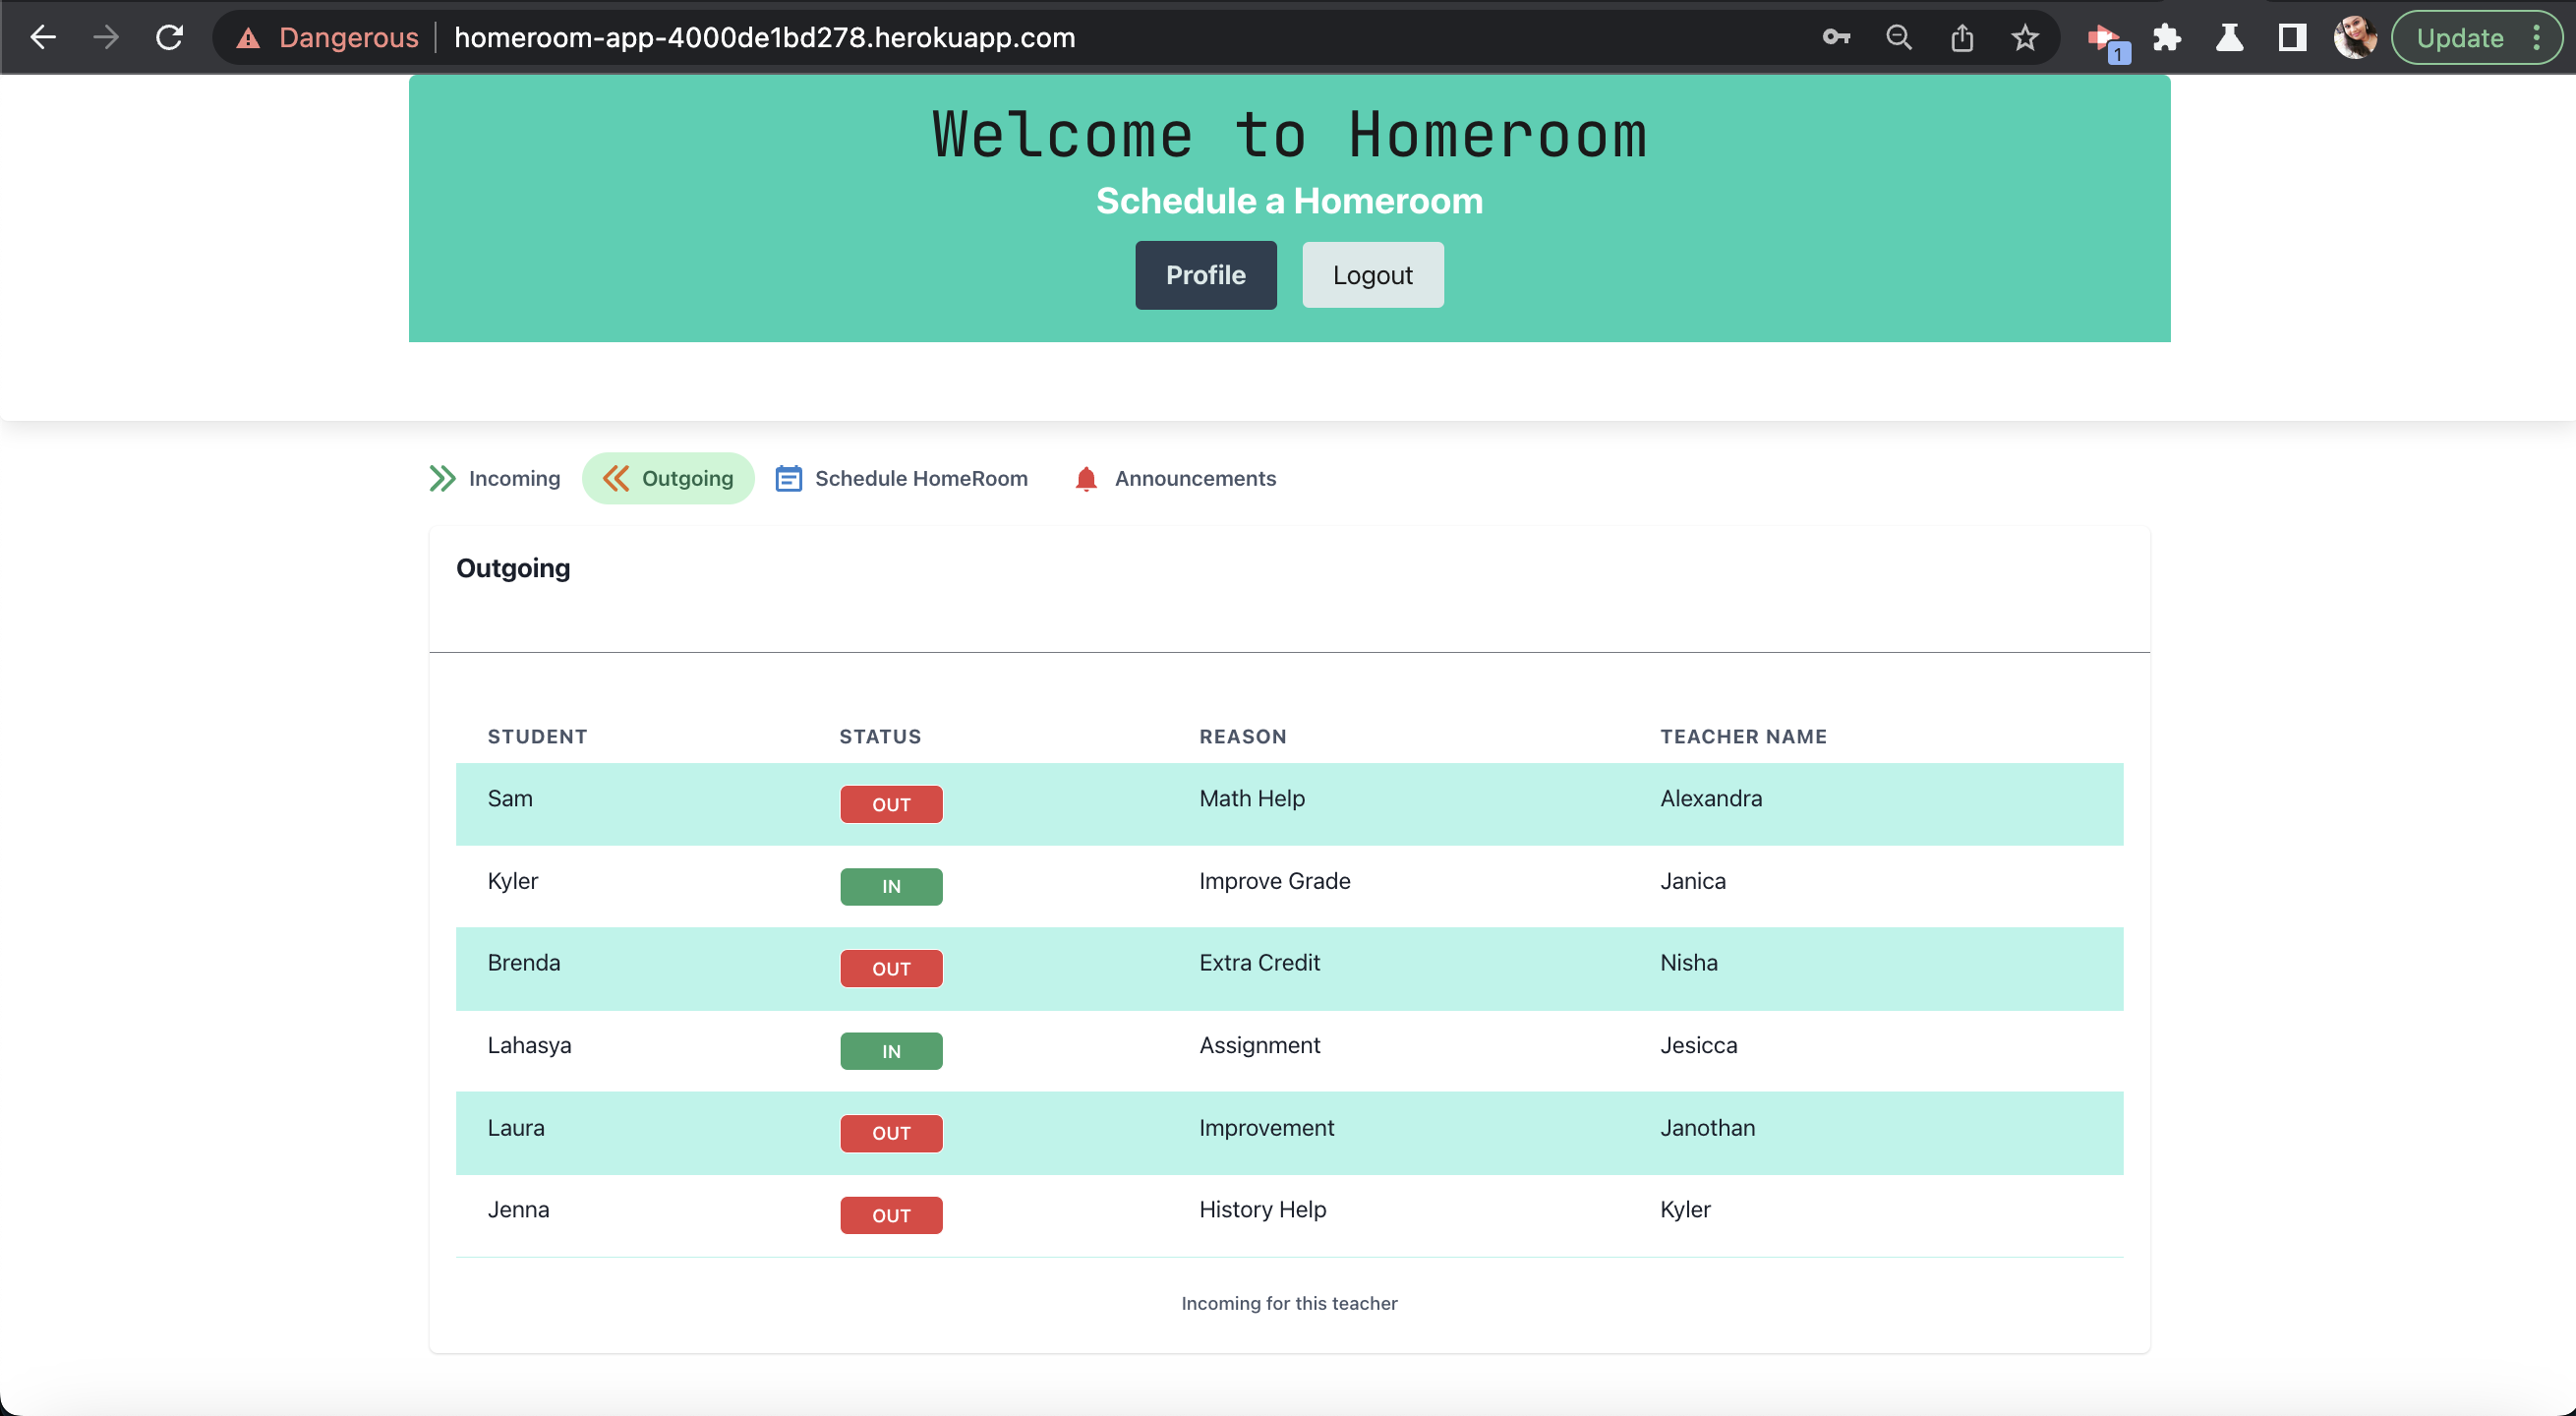 Dangerous homeroom-app-4000de1bd278.herokuapp.com 1 Update
Welcome to Homeroom
Schedule a Homeroom
Profile Logout
Incoming Outgoing Schedule HomeRoom Announcements
Outgoing
STUDENT STATUS REASON TEACHER NAME
Sam OUT Math Help Alexandra
Kyler IN Improve Grade Janica
Brenda OUT Extra Credit Nisha
Lahasya IN Assignment Jesicca
Laura OUT Improvement Janothan
Jenna OUT History Help Kyler
Incoming for this teacher